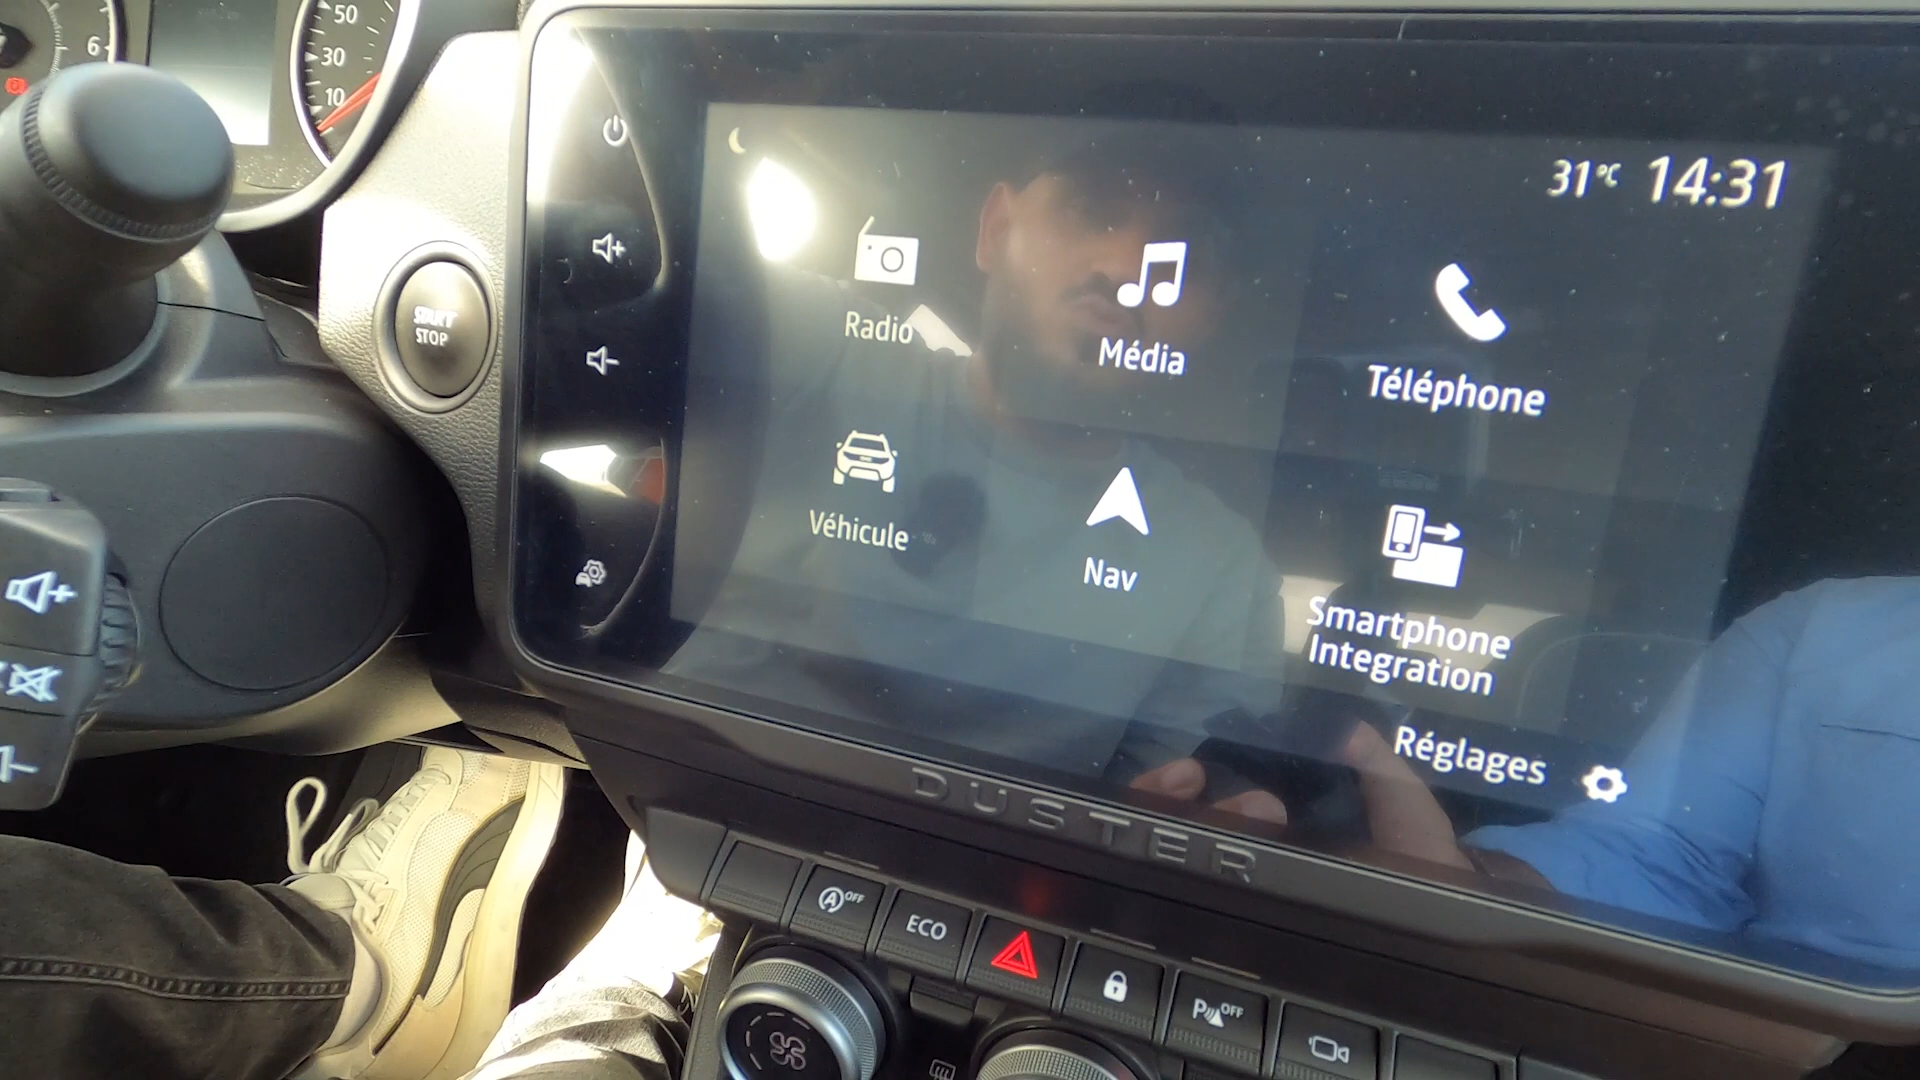 50
30
10
6
31°C 14:31
Radio
Média
Téléphone
START
STOP
Véhicule
Nav
Smartphone
Integration
Réglages
DUSTER
A OFF
ECO
P OFF